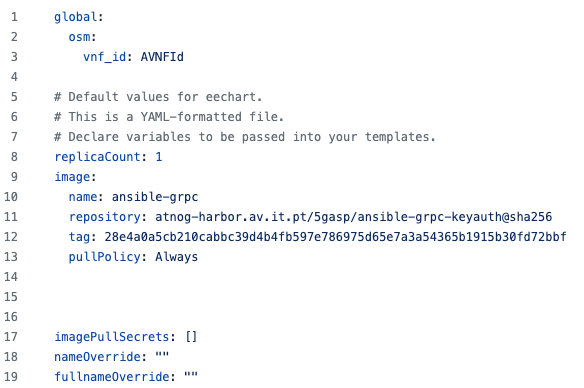 1 global:
2   osm:
3     vnf_id: AVNFId
4
5 # Default values for eechart.
6 # This is a YAML-formatted file.
7 # Declare variables to be passed into your templates.
8 replicaCount: 1
9 image:
10   name: ansible-grpc
11   repository: atnog-harbor.av.it.pt/5gasp/ansible-grpc-keyauth@sha256
12   tag: 28e4a0a5cb210cabbc39d4b4fb597e786975d65e7a3a54365b1915b30fd72bbf
13   pullPolicy: Always
14
15
16
17 imagePullSecrets: []
18 nameOverride: ""
19 fullnameOverride: ""